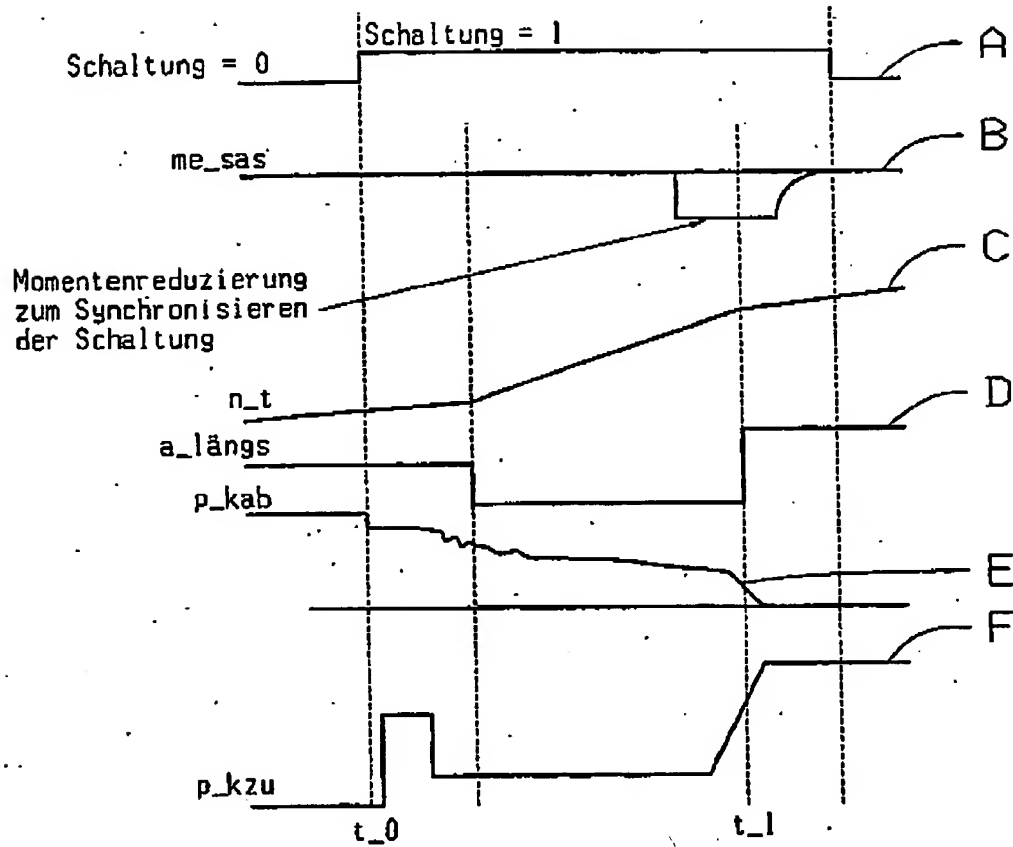 Schaltung = 1
Schaltung = 0
A
B
me_sas
C
Momentenreduzierung
zum Synchronisieren
der Schaltung
n_t
D
a_längs
p_kab
E
F
p_kzu
t_0
t_1